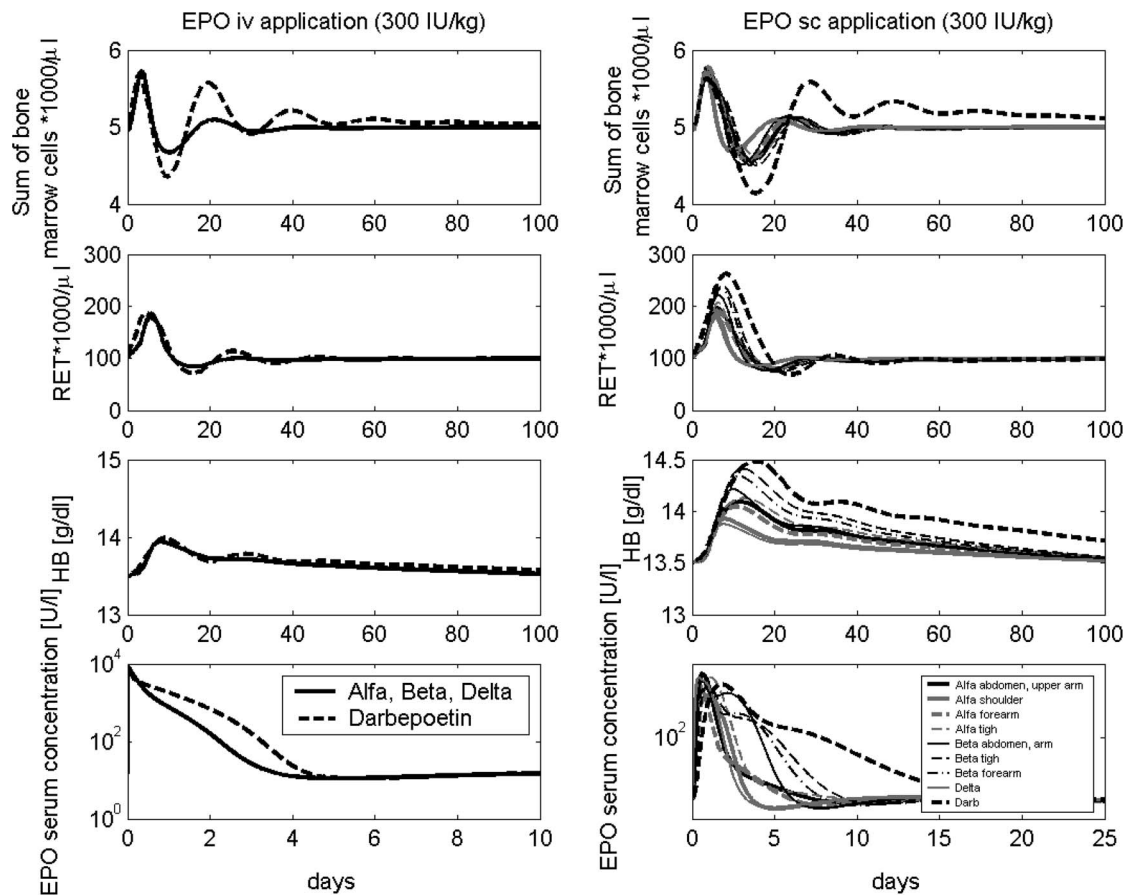 EPO iv application (300 IU/kg)
EPO sc application (300 IU/kg)
Sum of bone
marrow cells *1000/μ l
6
5
4
0
20
40
60
80
100
Sum of bone
marrow cells *1000/μ l
6
5
4
0
20
40
60
80
100
RET*1000/μ l
300
200
100
0
0
20
40
60
80
100
RET*1000/μ l
300
200
100
0
0
20
40
60
80
100
HB [g/dl]
15
14
13
0
20
40
60
80
100
HB [g/dl]
14.5
14
13.5
13
0
20
40
60
80
100
EPO serum concentration [U/l]
10^4
10^2
10^0
0
2
4
6
8
10
days
Alfa, Beta, Delta
Darbepoetin
EPO serum concentration [U/l]
10^2
0
5
10
15
20
25
days
Alfa abdomen, upper arm
Alfa shoulder
Alfa forearm
Alfa tigh
Beta abdomen, arm
Beta tigh
Beta forearm
Delta
Darb